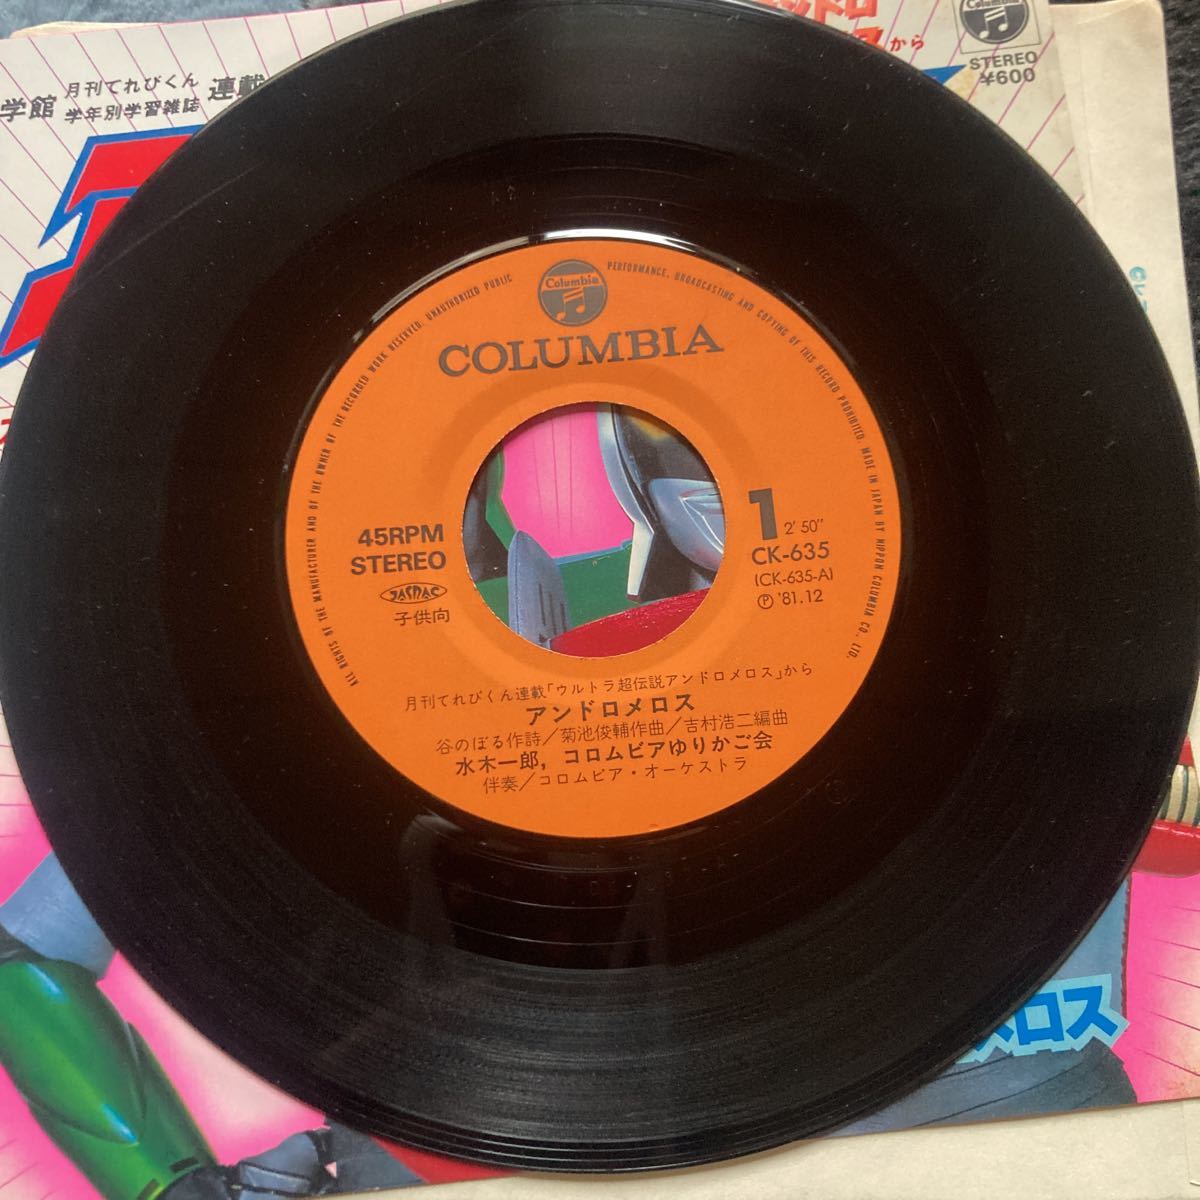 学館 月刊てれびくん 連載
学年別学習雑誌
から
Columbia
STEREO
¥600
ALL RIGHTS OF THE MANUFACTURER AND OF THE OWNER OF THE RECORDED WORK RESERVED. UNAUTHORIZED PUBLIC PERFORMANCE, BROADCASTING AND COPYING OF THIS RECORD PROHIBITED. MADE IN JAPAN BY NIPPON COLUMBIA CO., LTD.
Columbia
COLUMBIA
45RPM
STEREO
JASRAC
子供向
1 2′50″
CK-635
(CK-635-A)
Ⓟ '81.12
月刊てれびくん連載「ウルトラ超伝説アンドロメロス」から
アンドロメロス
谷のぼる作詩/菊池俊輔作曲/吉村浩二編曲
水木一郎,コロムビアゆりかご会
伴奏/コロムビア・オーケストラ
メロス